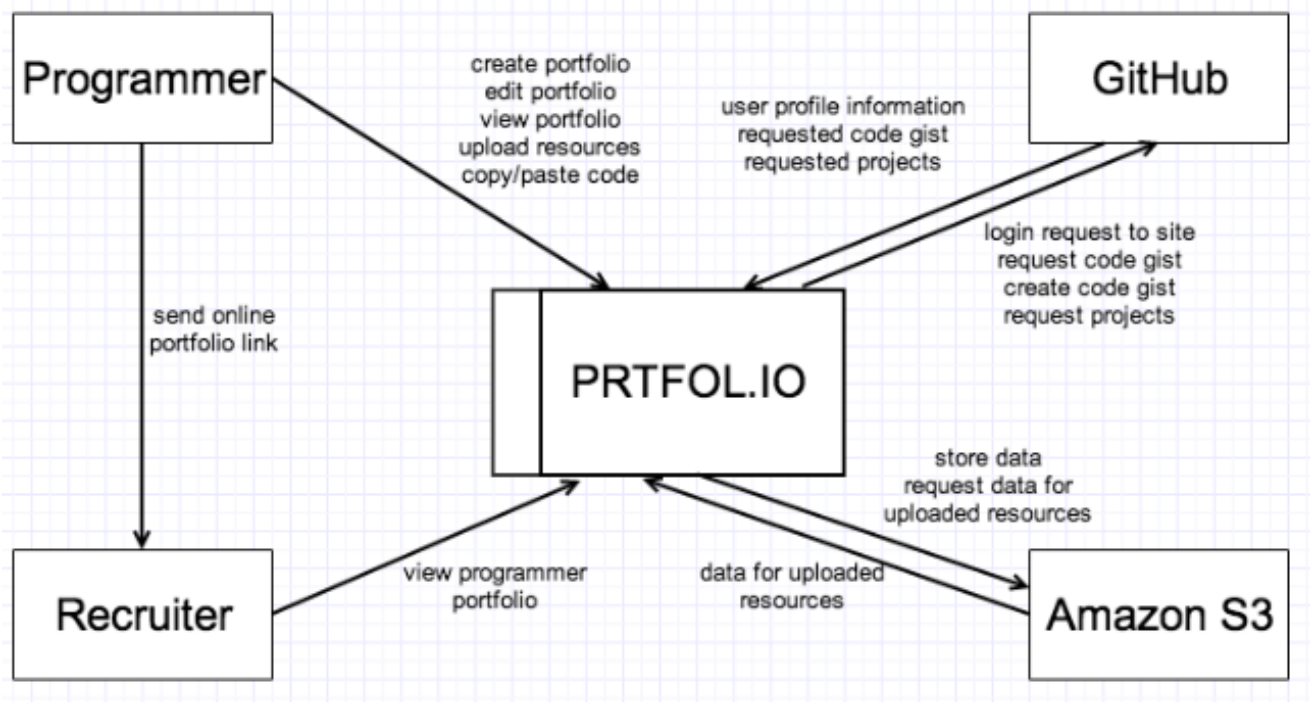 Programmer
GitHub
create portfolio
edit portfolio
view portfolio
upload resources
copy/paste code
user profile information
requested code gist
requested projects
login request to site
request code gist
create code gist
request projects
send online
portfolio link
PRTFOL.IO
store data
request data for
uploaded resources
view programmer
portfolio
data for uploaded
resources
Recruiter
Amazon S3